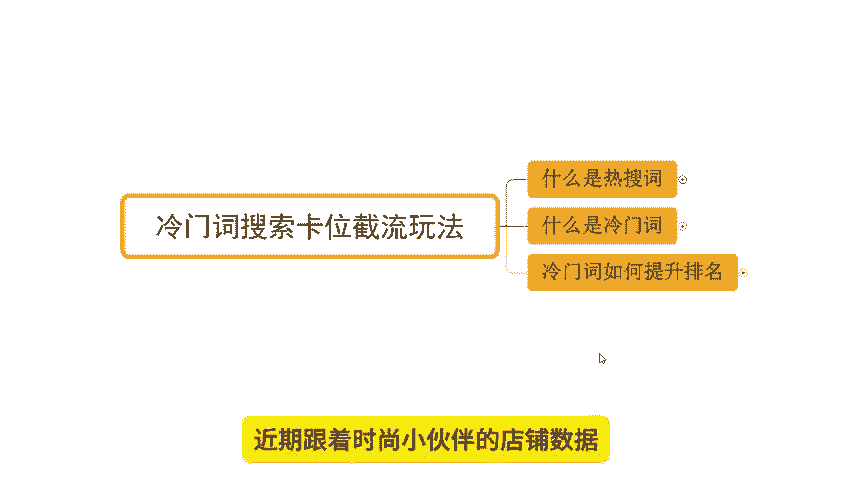 冷门词搜索卡位截流玩法
什么是热搜词
什么是冷门词
冷门词如何提升排名
近期跟着时尚小伙伴的店铺数据